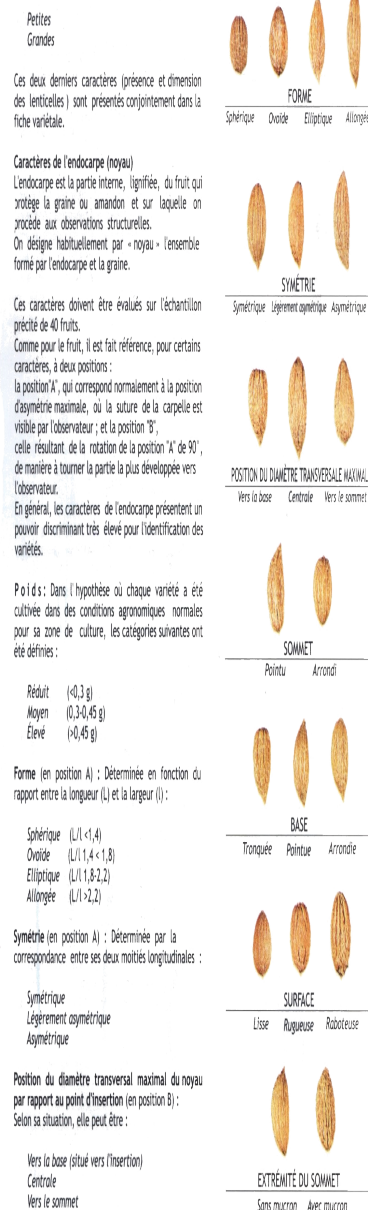 Petites
Grandes
Ces deux derniers caractères (présence et dimension
des lenticelles ) sont présentés conjointement dans la
fiche variétale.
Caractères de l'endocarpe (noyau)
L'endocarpe est la partie interne, lignifiée, du fruit qui
protège la graine ou amandon et sur laquelle on
procède aux observations structurelles.
On désigne habituellement par « noyau » l'ensemble
formé par l'endocarpe et la graine.
Ces caractères doivent être évalués sur l'échantillon
précité de 40 fruits.
Comme pour le fruit, il est fait référence, pour certains
caractères, à deux positions :
la position"A", qui correspond normalement à la position
d'asymétrie maximale, où la suture de la carpelle est
visible par l'observateur ; et la position "B",
celle résultant de la rotation de la position "A" de 90°,
de manière à tourner la partie la plus développée vers
l'observateur.
En général, les caractères de l'endocarpe présentent un
pouvoir discriminant très élevé pour l'identification des
variétés.
Poids: Dans l'hypothèse où chaque variété a été
cultivée dans des conditions agronomiques normales
pour sa zone de culture, les catégories suivantes ont
été définies :
Réduit (<0,3 g)
Moyen (0,3-0,45 g)
Élevé (>0,45 g)
Forme (en position A) : Déterminée en fonction du
rapport entre la longueur (L) et la largeur (l) :
Sphérique (L/l <1,4)
Ovoïde (L/l 1,4 < 1,8)
Elliptique (L/l 1,8-2,2)
Allongée (L/l >2,2)
Symétrie (en position A) : Déterminée par la
correspondance entre ses deux moitiés longitudinales :
Symétrique
Légèrement asymétrique
Asymétrique
Position du diamètre transversal maximal du noyau
par rapport au point d'insertion (en position B) :
Selon sa situation, elle peut être :
Vers la base (situé vers l'insertion)
Centrale
Vers le sommet
FORME
Sphérique Ovoide Elliptique Allongée
SYMÉTRIE
Symétrique Légèrement asymétrique Asymétrique
POSITION DU DIAMÈTRE TRANSVERSALE MAXIMAL
Vers la base Centrale Vers le sommet
SOMMET
Pointu Arrondi
BASE
Tronquée Pointue Arrondie
SURFACE
Lisse Rugueuse Raboteuse
EXTRÉMITÉ DU SOMMET
Sans mucron Avec mucron